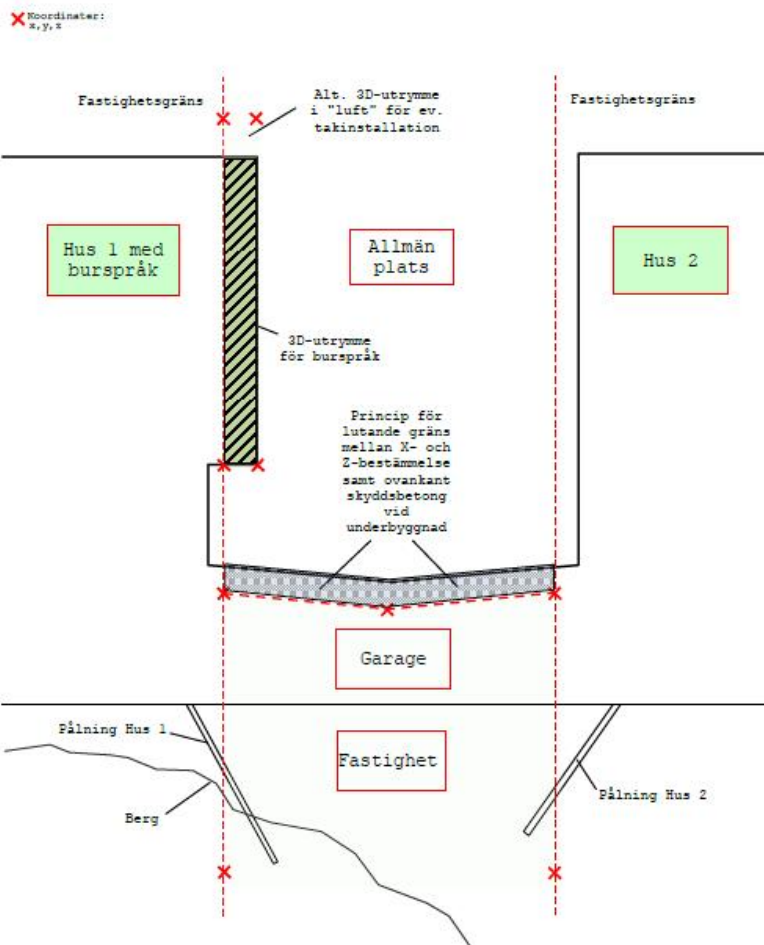 Koordinater:
x,y,z
Fastighetsgräns
Alt. 3D-utrymme
i "luft" för ev.
takinstallation
Fastighetsgräns
Hus 1 med
burspråk
Allmän
plats
Hus 2
3D-utrymme
för burspråk
Princip för
lutande gräns
mellan X- och
Z-bestämmelse
samt ovankant
skyddsbetong
vid
underbyggnad
Garage
Pålning Hus 1
Fastighet
Pålning Hus 2
Berg